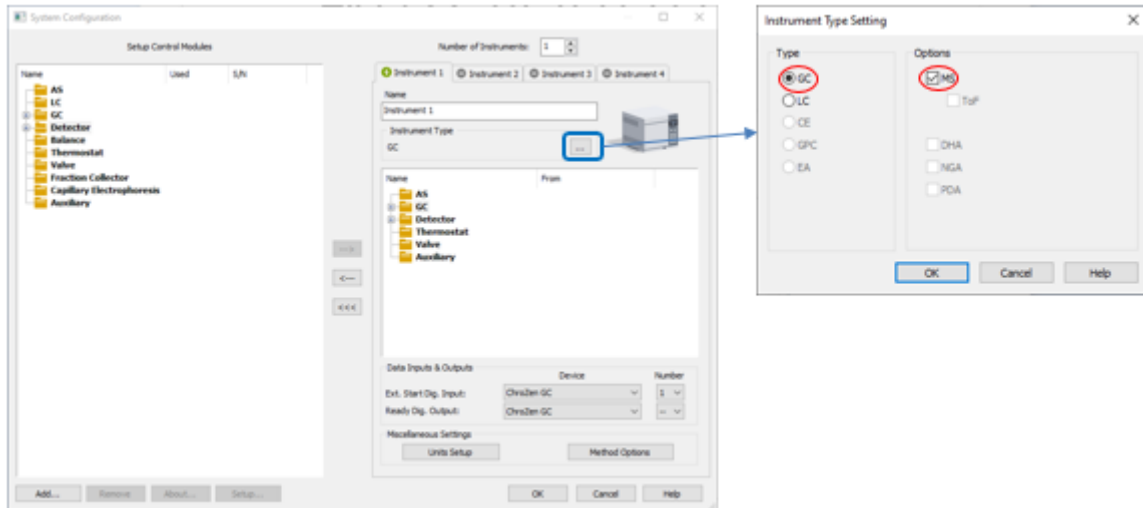 System Configuration
Setup Control Modules
Number of Instruments: 1
Name Used S/N
AS
LC
GC
Detector
Balance
Thermostat
Valve
Fraction Collector
Capillary Electrophoresis
Auxiliary
--->
<---
<<<
Add... Remove About... Setup...
Instrument 1 Instrument 2 Instrument 3 Instrument 4
Name
Instrument 1
Instrument Type
GC ...
Name From
AS
GC
Detector
Thermostat
Valve
Auxiliary
Data Inputs & Outputs
Device Number
Ext. Start Dig. Input: ChroZen GC 1
Ready Dig. Output: ChroZen GC --
Miscellaneous Settings
Units Setup Method Options
OK Cancel Help
Instrument Type Setting
Type
GC
LC
CE
GPC
EA
Options
MS
ToF
DHA
NGA
PDA
OK Cancel Help